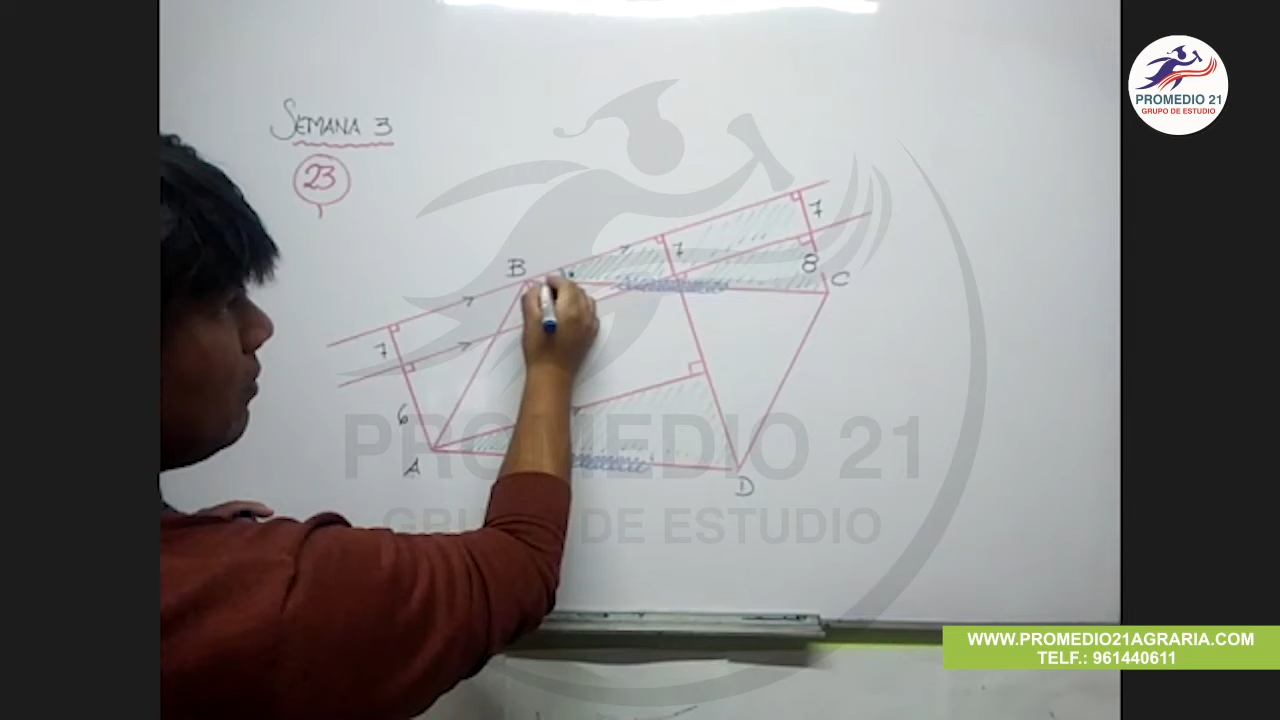 SEMANA 3
23
B
7
7
7
8
C
6
A
D
PROMEDIO 21
GRUPO DE ESTUDIO
PROMEDIO 21
GRUPO DE ESTUDIO
WWW.PROMEDIO21AGRARIA.COM
TELF.: 961440611